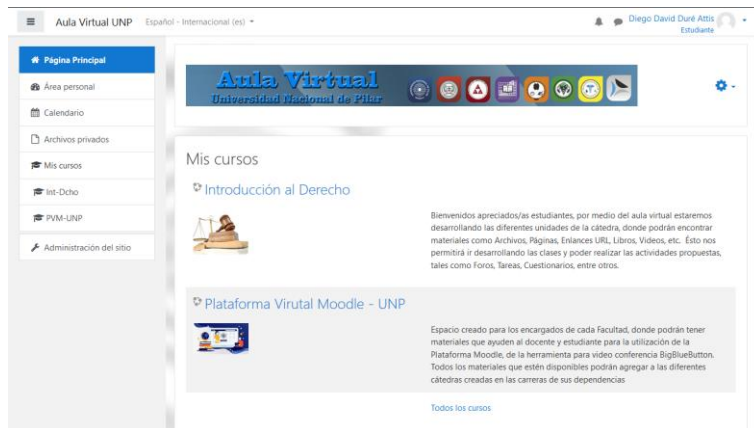 Aula Virtual UNP
Español - Internacional (es)
Diego David Duré Attis
Estudiante
Página Principal
Área personal
Calendario
Archivos privados
Mis cursos
Int-Dcho
PVM-UNP
Administración del sitio
Aula Virtual
Universidad Nacional de Pilar
Mis cursos
Introducción al Derecho
Bienvenidos apreciados/as estudiantes, por medio del aula virtual estaremos
desarrollando las diferentes unidades de la cátedra, donde podrán encontrar
materiales como Archivos, Páginas, Enlances URL, Libros, Videos, etc. Ésto nos
permitirá ir desarrollando las clases y poder realizar las actividades propuestas,
tales como Foros, Tareas, Cuestionarios, entre otros.
Plataforma Virutal Moodle - UNP
Espacio creado para los encargados de cada Facultad, donde podrán tener
materiales que ayuden al docente y estudiante para la utilización de la
Plataforma Moodle, de la herramienta para video conferencia BigBlueButton.
Todos los materiales que estén disponibles podrán agregar a las diferentes
cátedras creadas en las carreras de sus dependencias
Todos los cursos